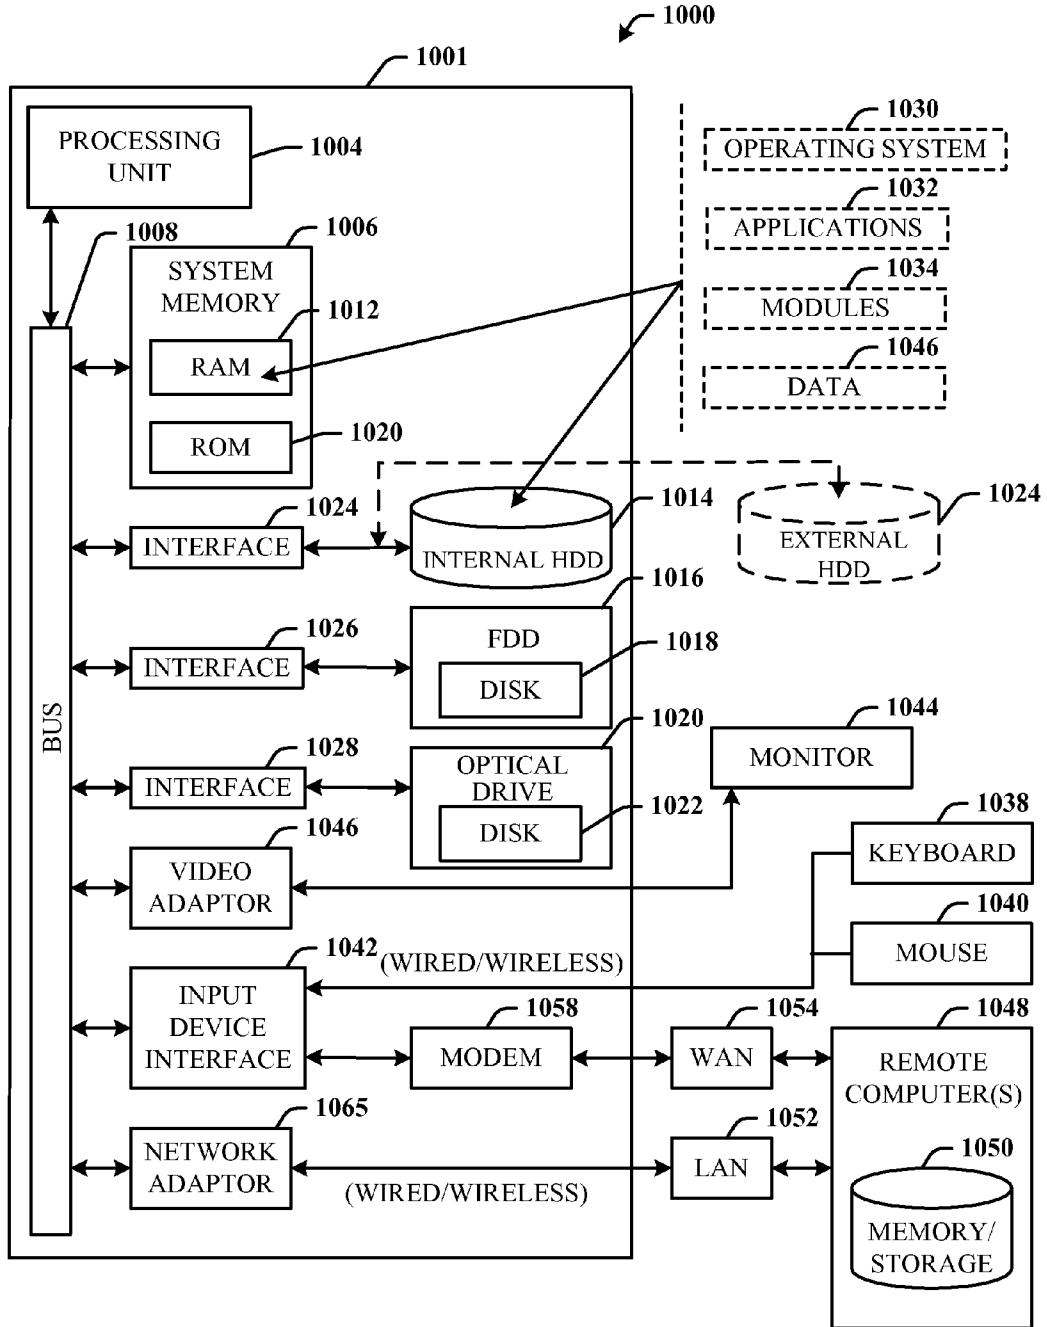 1000
1001
PROCESSING
UNIT
1004
1030
OPERATING SYSTEM
1032
APPLICATIONS
1034
MODULES
1046
DATA
1008
1006
SYSTEM
MEMORY
1012
RAM
1020
ROM
1024
INTERFACE
1014
INTERNAL HDD
1024
EXTERNAL
HDD
1016
FDD
1018
DISK
1026
INTERFACE
BUS
1020
OPTICAL
DRIVE
1022
DISK
1028
INTERFACE
1044
MONITOR
1046
VIDEO
ADAPTOR
1038
KEYBOARD
1040
MOUSE
1042
(WIRED/WIRELESS)
INPUT
DEVICE
INTERFACE
1058
MODEM
1054
WAN
1048
REMOTE
COMPUTER(S)
1065
NETWORK
ADAPTOR
(WIRED/WIRELESS)
1052
LAN
1050
MEMORY/
STORAGE